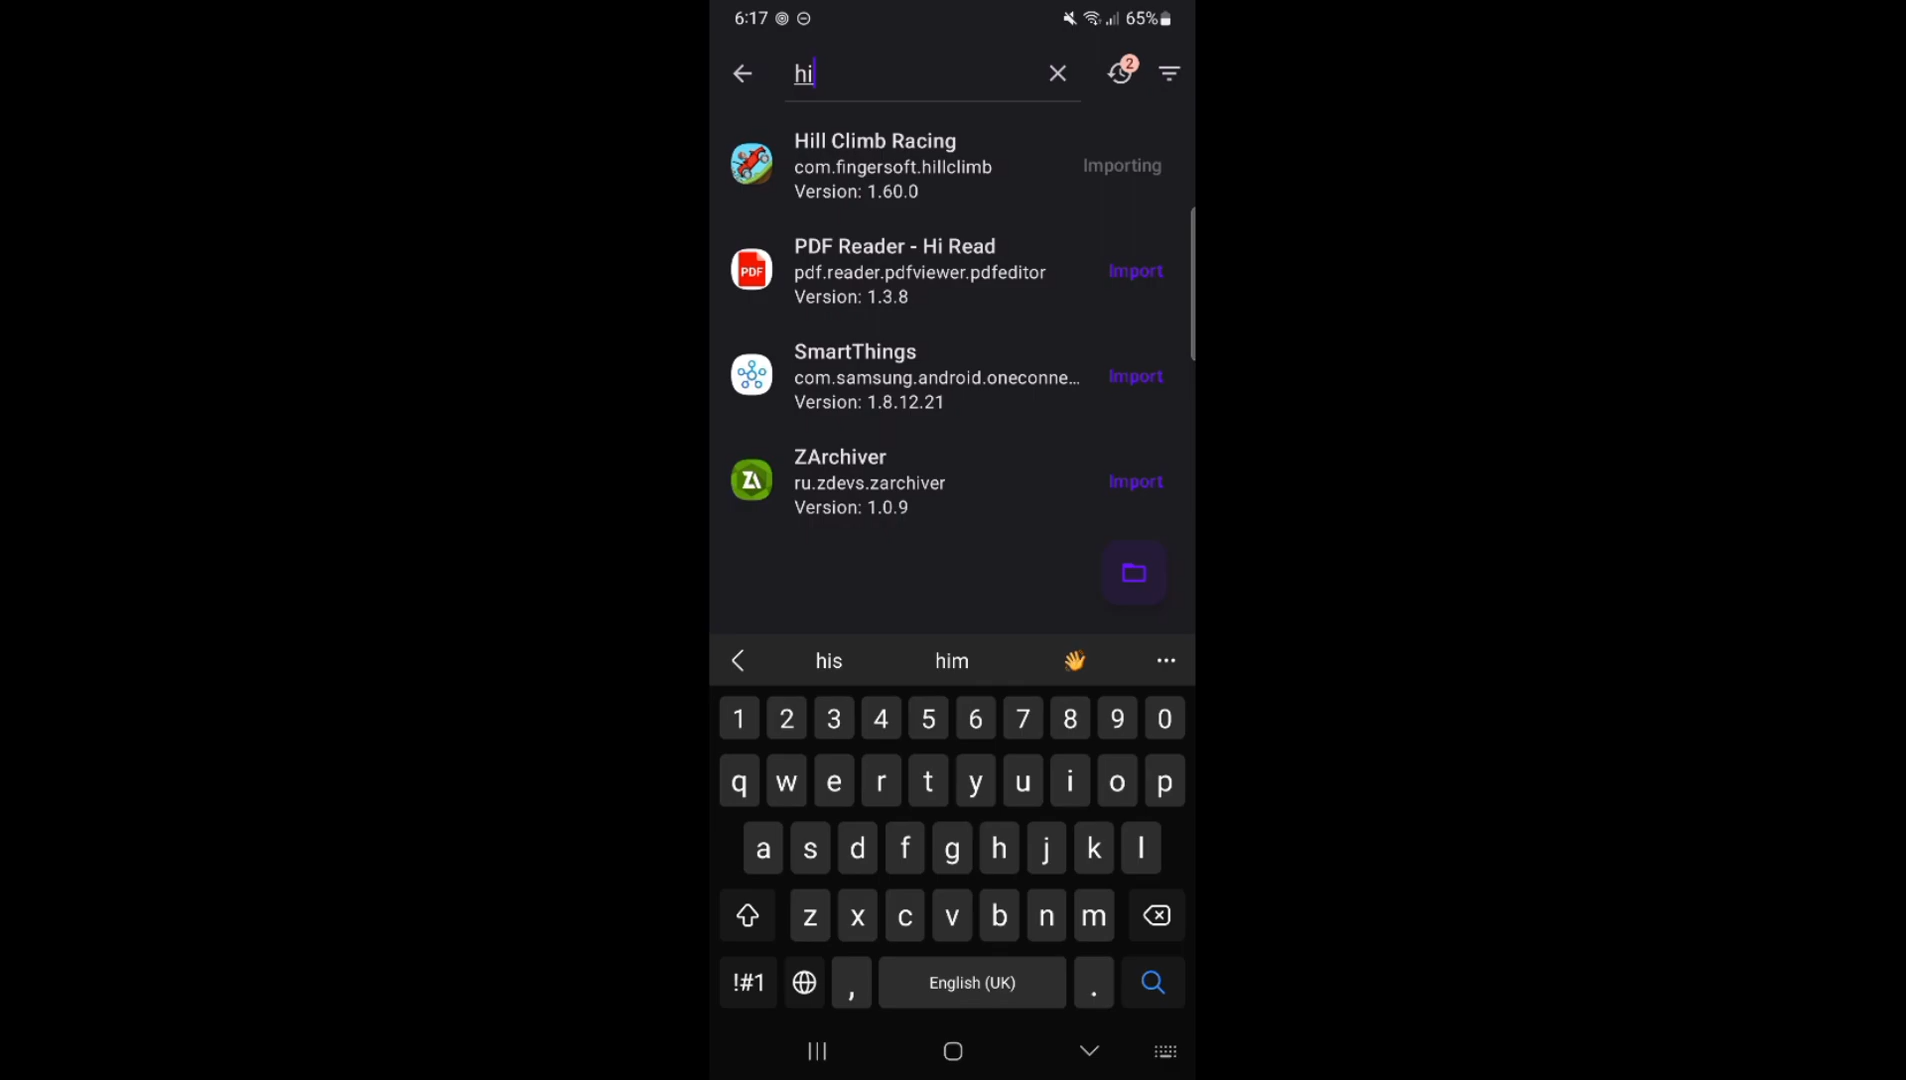 6:17
65%
hi
2
Hill Climb Racing
com.fingersoft.hillclimb
Version: 1.60.0
Importing
PDF
PDF Reader - Hi Read
pdf.reader.pdfviewer.pdfeditor
Version: 1.3.8
Import
SmartThings
com.samsung.android.oneconne...
Version: 1.8.12.21
Import
ZA
ZArchiver
ru.zdevs.zarchiver
Version: 1.0.9
Import
his him
1 2 3 4 5 6 7 8 9 0
q w e r t y u i o p
a s d f g h j k l
z x c v b n m
!#1 , English (UK) .